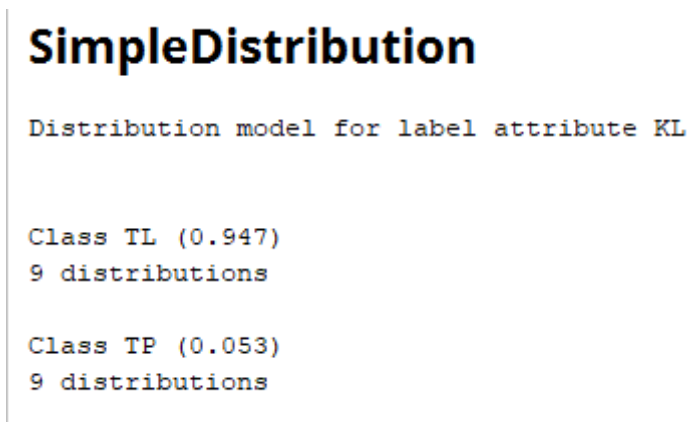 SimpleDistribution
Distribution model for label attribute KL
Class TL (0.947)
9 distributions
Class TP (0.053)
9 distributions